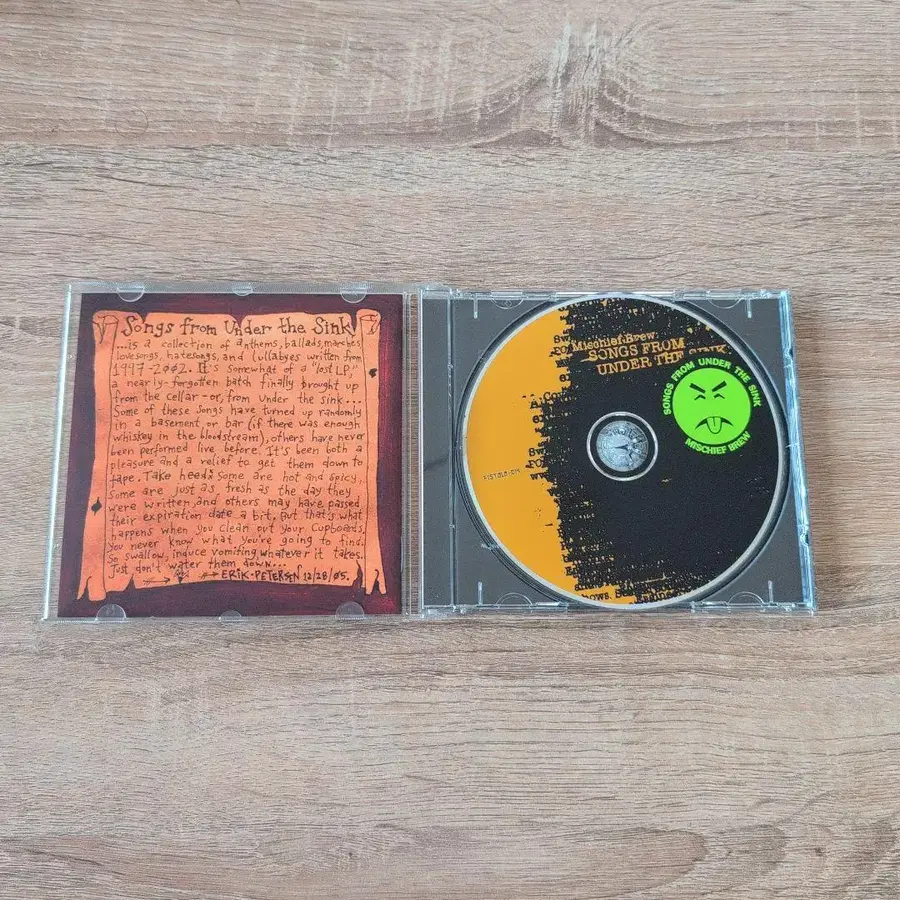 Songs from Under the Sink
...is a collection of anthems, ballads, marches
lovesongs, hatesongs, and lullabyes written from
1997-2002. It's somewhat of a "lost LP,"
a nearly-forgotten batch finally brought up
from the cellar - or, from under the sink...
Some of these songs have turned up randomly
in a basement or bar (if there was enough
whiskey in the bloodstream), others have never
been performed live before. It's been both a
pleasure and a relief to get them down to
tape. Take heed: some are hot and spicy,
some are just as fresh as the day they
were written, and others may have passed
their expiration date a bit. But that's what
happens when you clean out your cupboards,
you never know what you're going to find.
So swallow, induce vomiting, whatever it takes.
Just don't water them down...
ERIK·PETERSEN 12/28/05.
Mischief Brew
SONGS FROM
UNDER THE SINK
SONGS FROM UNDER THE SINK
MISCHIEF BREW